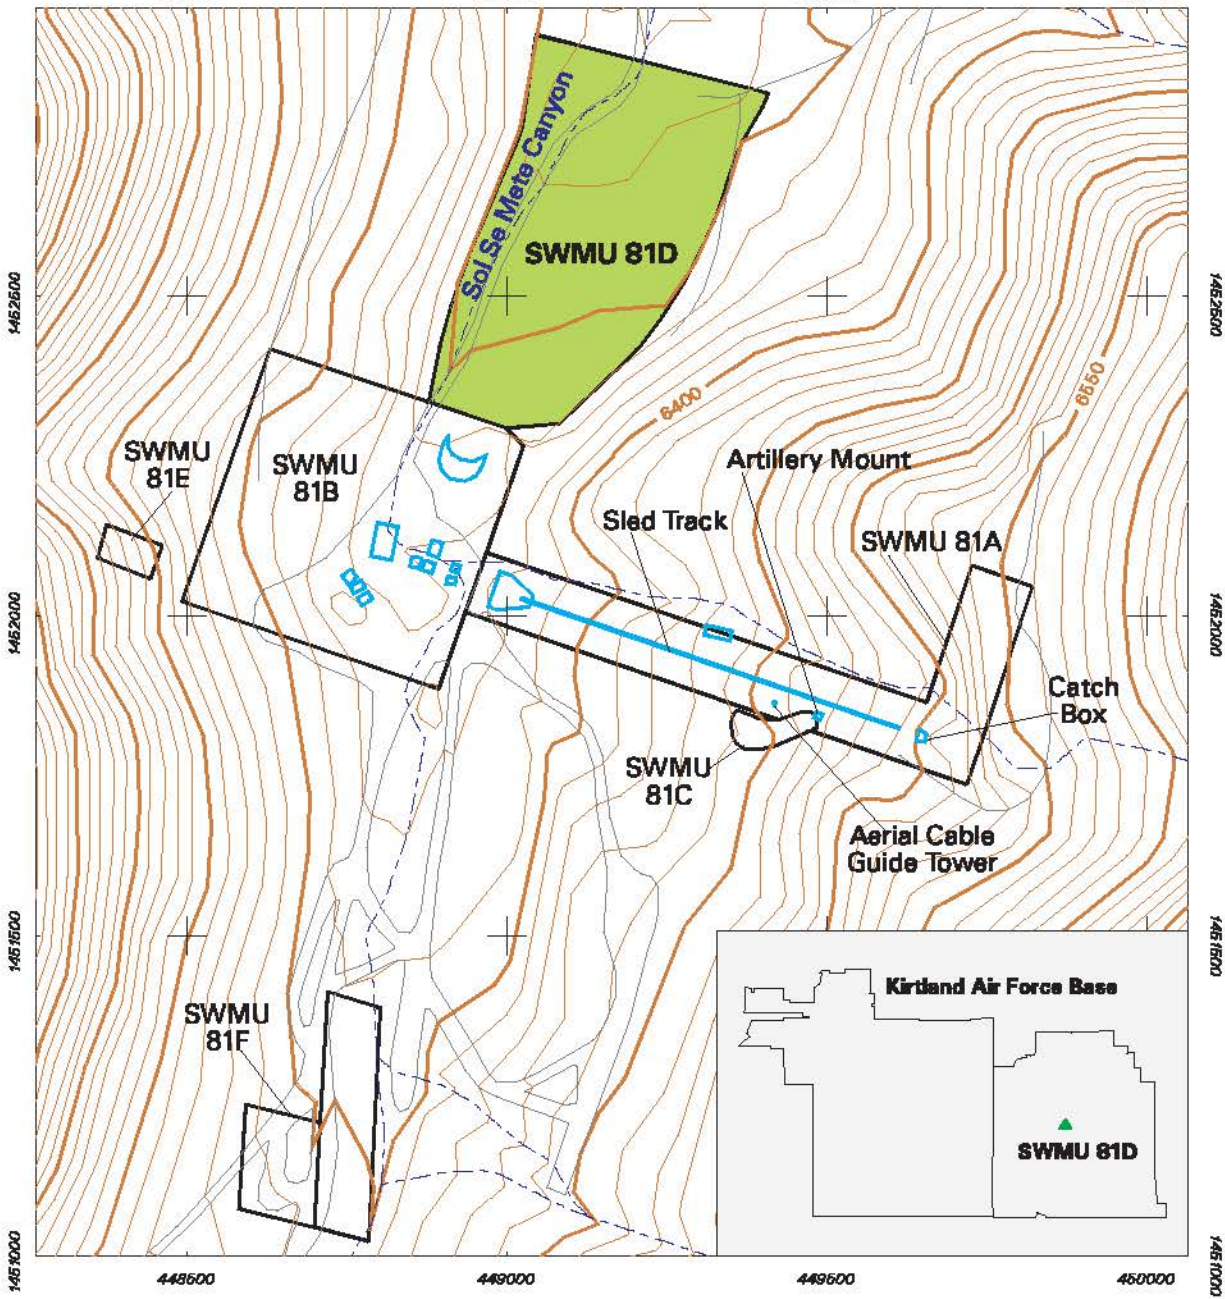 Sol Se Mete Canyon
SWMU 81D
1452500
1452500
6400
6550
SWMU
81E
SWMU
81B
Artillery Mount
Sled Track
SWMU 81A
1452000
1452000
Catch
Box
SWMU
81C
Aerial Cable
Guide Tower
1451500
1451500
Kirtland Air Force Base
SWMU
81F
SWMU 81D
1451000
1451000
448500
449000
449500
450000